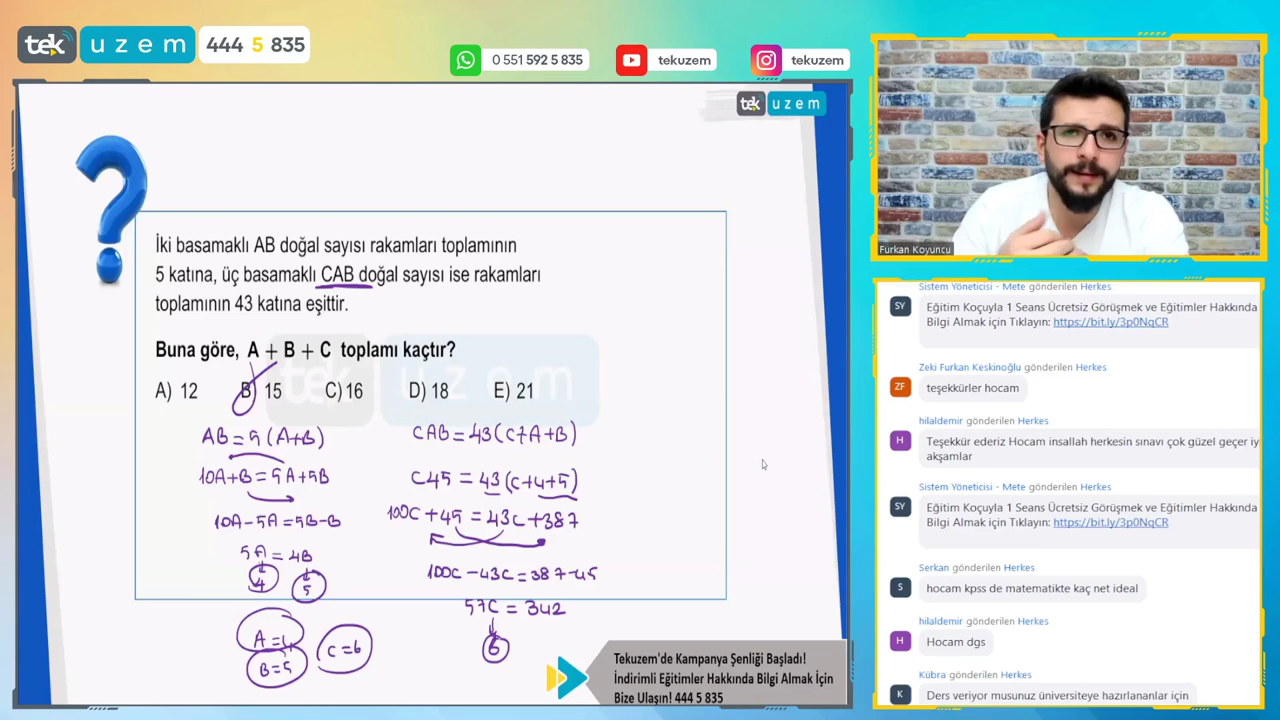 tek uzem 444 5 835
0 551 592 5 835
tekuzem
tekuzem
tek uzem
İki basamaklı AB doğal sayısı rakamları toplamının
5 katına, üç basamaklı CAB doğal sayısı ise rakamları
toplamının 43 katına eşittir.
Buna göre, A + B + C toplamı kaçtır?
A) 12 B) 15 C) 16 D) 18 E) 21
AB = 5 (A+B)
10A+B = 5A+5B
10A-5A = 5B-B
5A = 4B
4 5
A = 4
B = 5
C = 6
CAB = 43 (C+A+B)
C45 = 43 (C+4+5)
100C + 45 = 43C + 387
100C - 43C = 387-45
57C = 342
6
Tekuzem'de Kampanya Şenliği Başladı!
İndirimli Eğitimler Hakkında Bilgi Almak İçin
Bize Ulaşın! 444 5 835
Furkan Koyuncu
Sistem Yöneticisi - Mete gönderilen Herkes
SY
Eğitim Koçuyla 1 Seans Ücretsiz Görüşmek ve Eğitimler Hakkında
Bilgi Almak için Tıklayın: https://bit.ly/3p0NqCR
Zeki Furkan Keskinoğlu gönderilen Herkes
ZF
teşekkürler hocam
hilaldemir gönderilen Herkes
H
Teşekkür ederiz Hocam insallah herkesin sınavı çok güzel geçer iy
akşamlar
Sistem Yöneticisi - Mete gönderilen Herkes
SY
Eğitim Koçuyla 1 Seans Ücretsiz Görüşmek ve Eğitimler Hakkında
Bilgi Almak için Tıklayın: https://bit.ly/3p0NqCR
Serkan gönderilen Herkes
S
hocam kpss de matematikte kaç net ideal
hilaldemir gönderilen Herkes
H
Hocam dgs
Kübra gönderilen Herkes
K
Ders veriyor musunuz üniversiteye hazırlananlar için